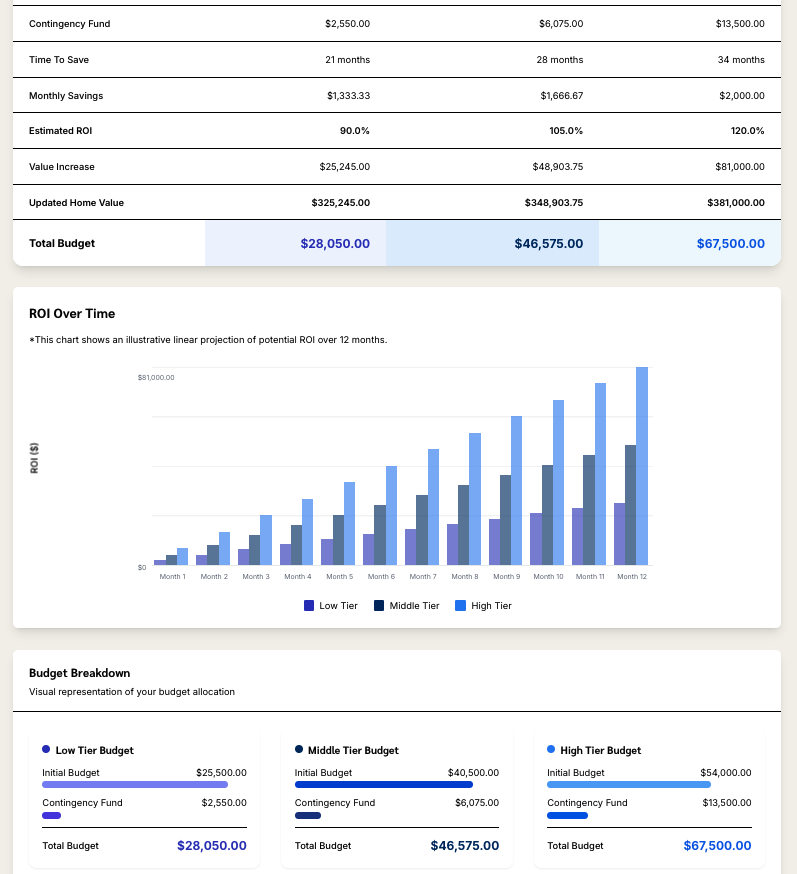 Contingency Fund $2,550.00 $6,075.00 $13,500.00
Time To Save 21 months 28 months 34 months
Monthly Savings $1,333.33 $1,666.67 $2,000.00
Estimated ROI 90.0% 105.0% 120.0%
Value Increase $25,245.00 $48,903.75 $81,000.00
Updated Home Value $325,245.00 $348,903.75 $381,000.00
Total Budget $28,050.00 $46,575.00 $67,500.00
ROI Over Time
*This chart shows an illustrative linear projection of potential ROI over 12 months.
$81,000.00
ROI ($)
$0
Month 1 Month 2 Month 3 Month 4 Month 5 Month 6 Month 7 Month 8 Month 9 Month 10 Month 11 Month 12
Low Tier Middle Tier High Tier
Budget Breakdown
Visual representation of your budget allocation
Low Tier Budget Middle Tier Budget High Tier Budget
Initial Budget $25,500.00 Initial Budget $40,500.00 Initial Budget $54,000.00
Contingency Fund $2,550.00 Contingency Fund $6,075.00 Contingency Fund $13,500.00
Total Budget $28,050.00 Total Budget $46,575.00 Total Budget $67,500.00